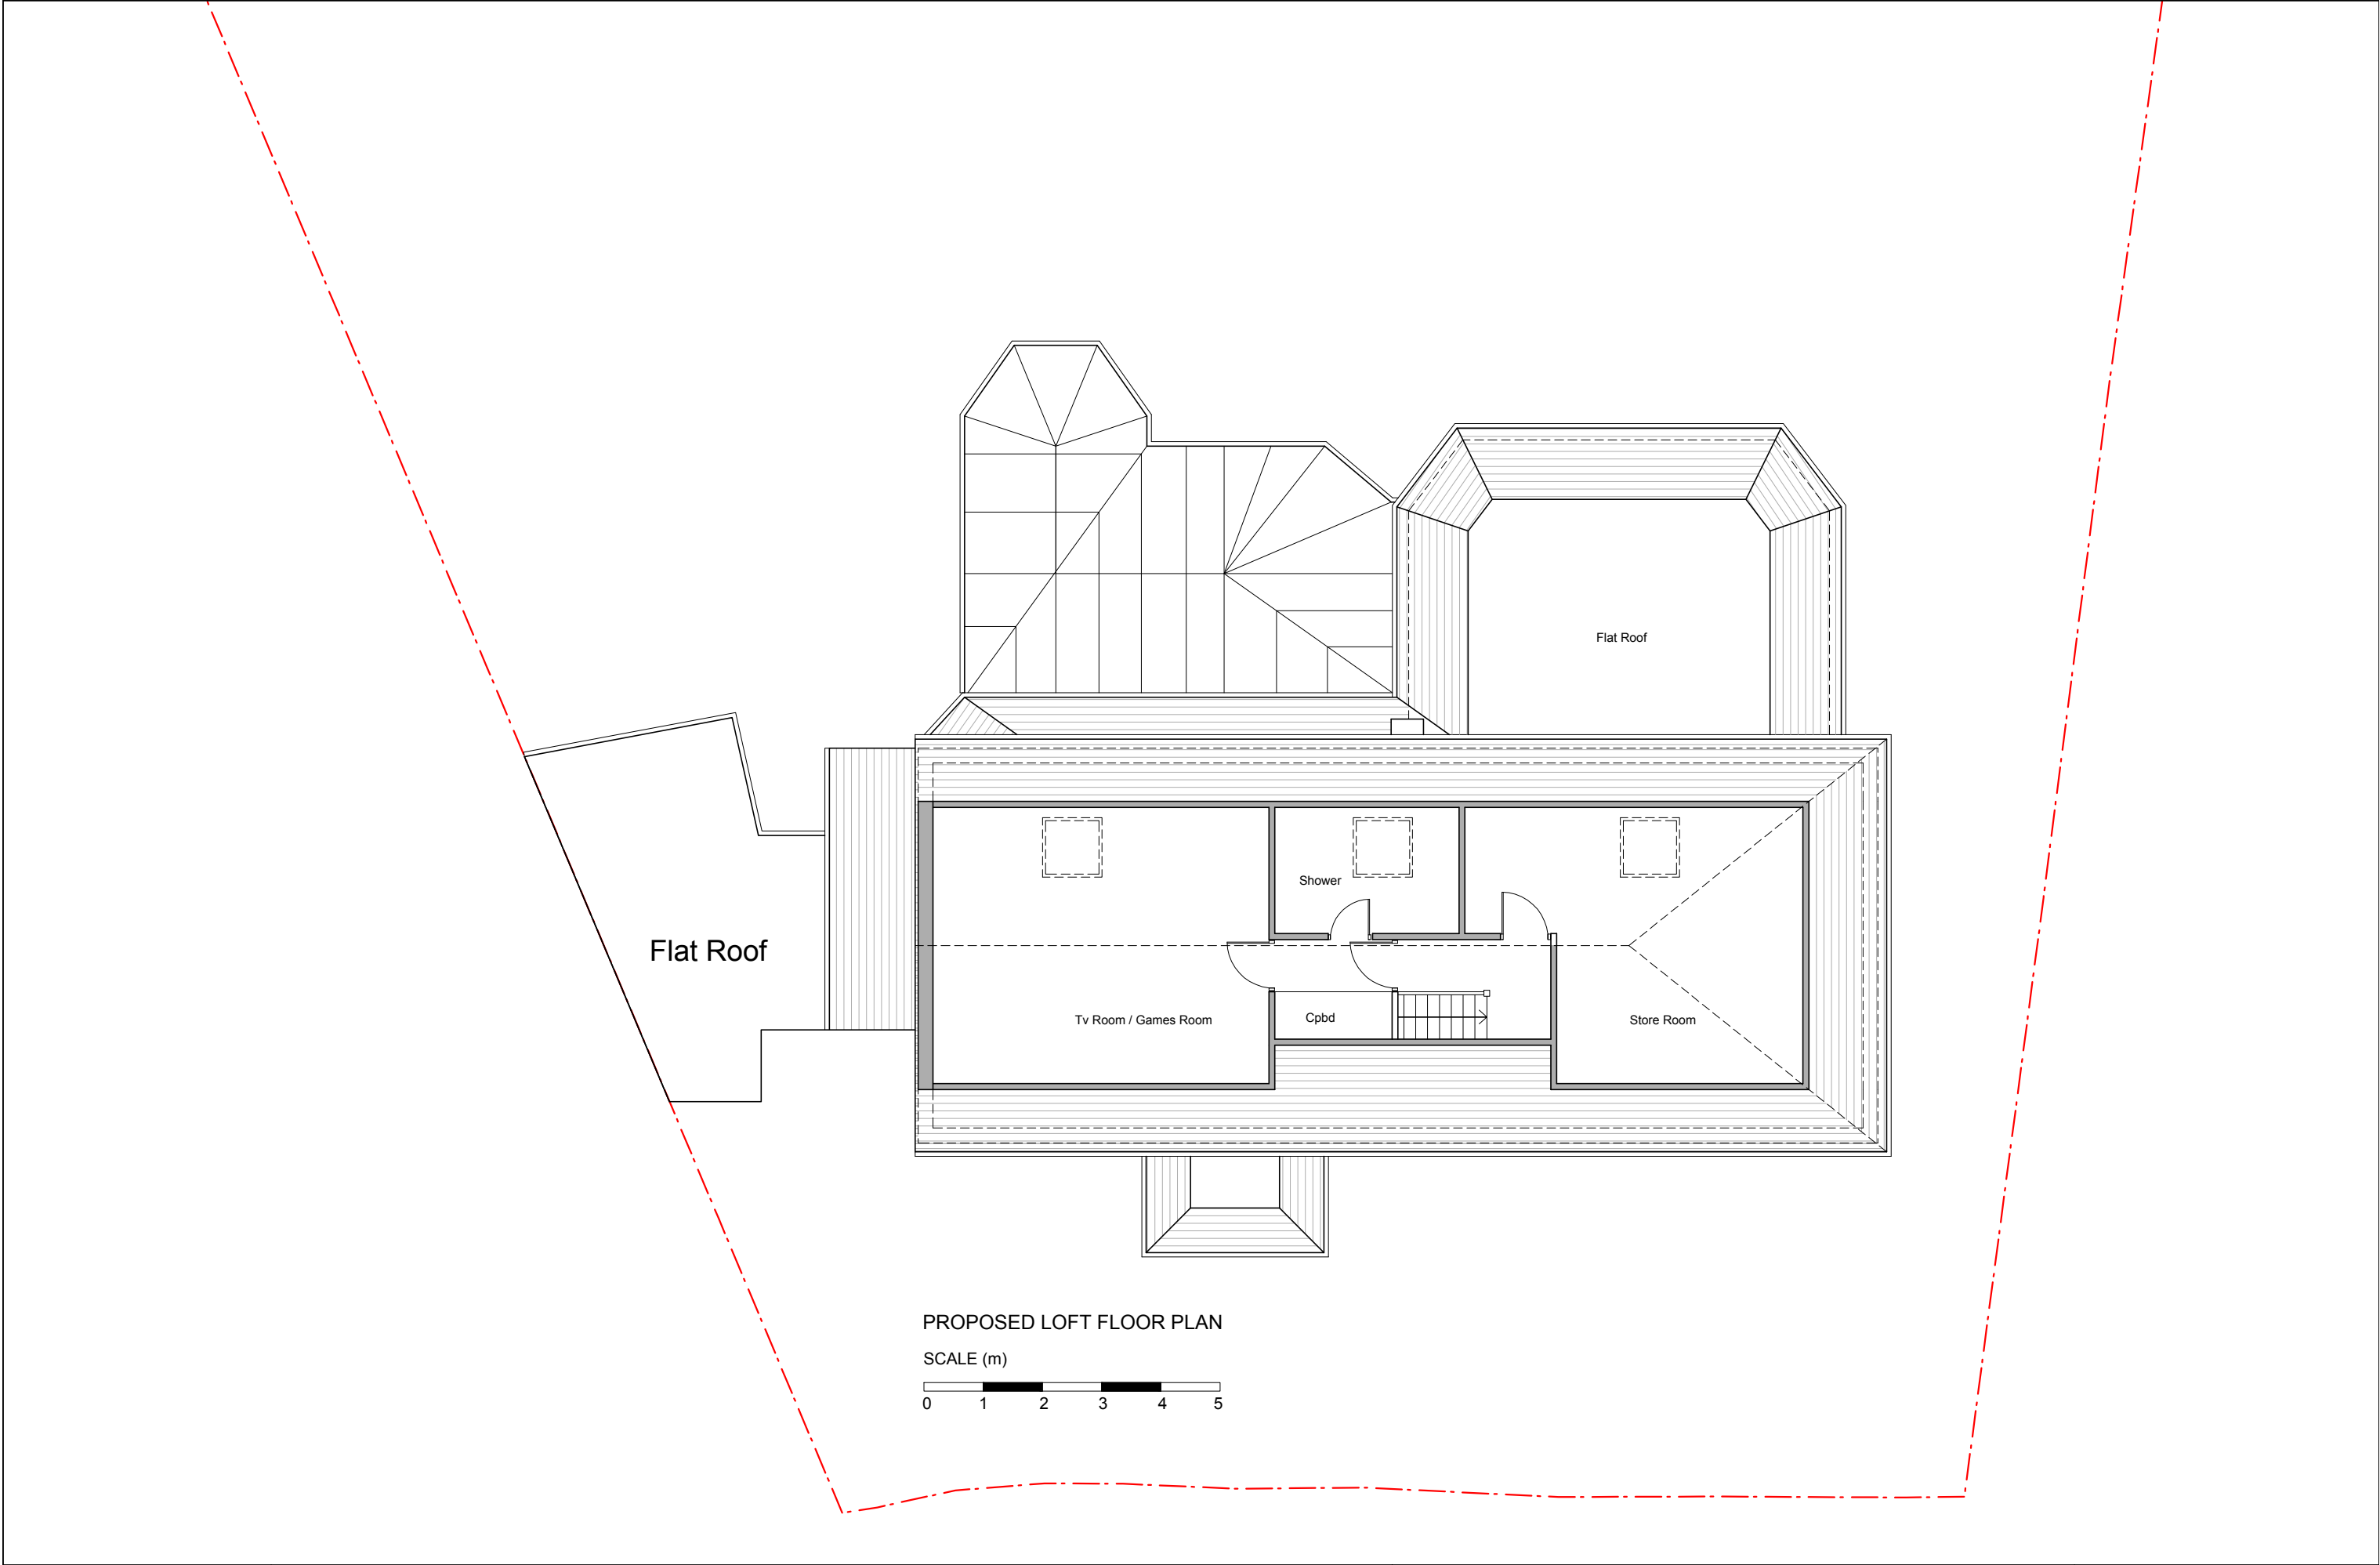 Flat Roof
Shower
Flat Roof
Tv Room / Games Room
Cpbd
Store Room
PROPOSED LOFT FLOOR PLAN
SCALE (m)
0 1 2 3 4 5